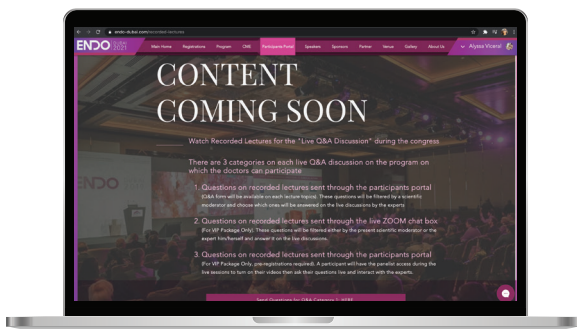 endo-dubai.com/recorded-lectures
ENDO DUBAI 2021
Main Home Registrations Program CME Participants Portal Speakers Sponsors Partner Venue Gallery About Us Alyssa Viceral
CONTENT
COMING SOON
Watch Recorded Lectures for the "Live Q&A Discussion" during the congress
There are 3 categories on each live Q&A discussion on the program on
which the doctors can participate
1. Questions on recorded lectures sent through the participants portal
(Q&A form will be available on each lecture topics). These questions will be filtered by a scientific
moderator and choose which ones will be answered on the live discussions by the experts
2. Questions on recorded lectures sent through the live ZOOM chat box
(For VIP Package Only). These questions will be filtered either by the present scientific moderator or the
expert him/herself and answer it on the live discussions.
3. Questions on recorded lectures sent through the participants portal
(For VIP Package Only, pre-registrations required). A participant will have the panelist access during the
live sessions to turn on their videos then ask their questions live and interact with the experts.
Send Questions for Q&A Category 1: HERE
ENDO